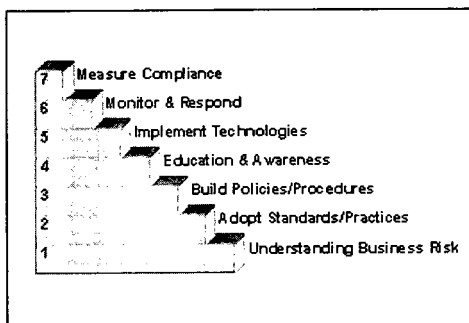 7 Measure Compliance
6 Monitor & Respond
5 Implement Technologies
4 Education & Awareness
3 Build Policies/Procedures
2 Adopt Standards/Practices
1 Understanding Business Risk